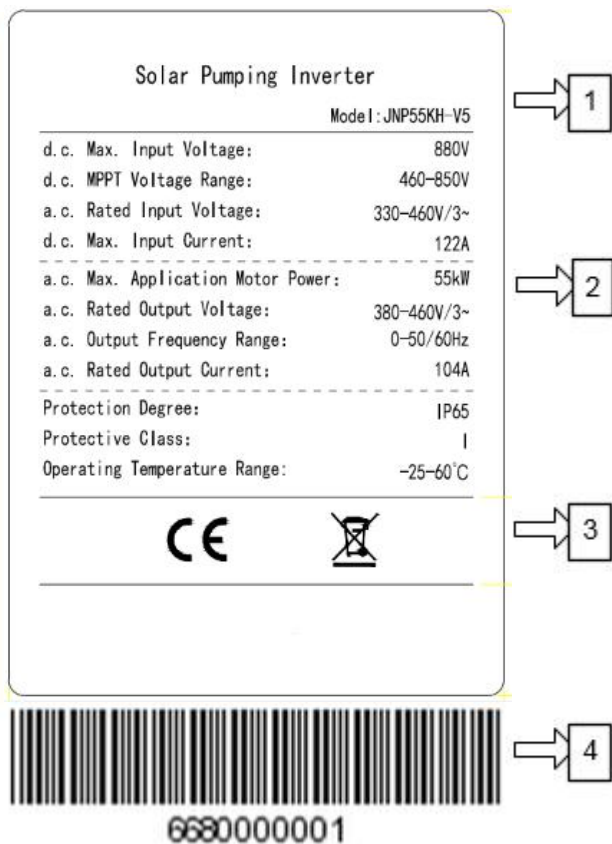 Solar Pumping Inverter
Model:JNP55KH-V5
d.c. Max. Input Voltage: 880V
d.c. MPPT Voltage Range: 460-850V
a.c. Rated Input Voltage: 330-460V/3~
d.c. Max. Input Current: 122A
a.c. Max. Application Motor Power: 55kW
a.c. Rated Output Voltage: 380-460V/3~
a.c. Output Frequency Range: 0-50/60Hz
a.c. Rated Output Current: 104A
Protection Degree: IP65
Protective Class: I
Operating Temperature Range: -25-60°C
CE
6680000001
1
2
3
4